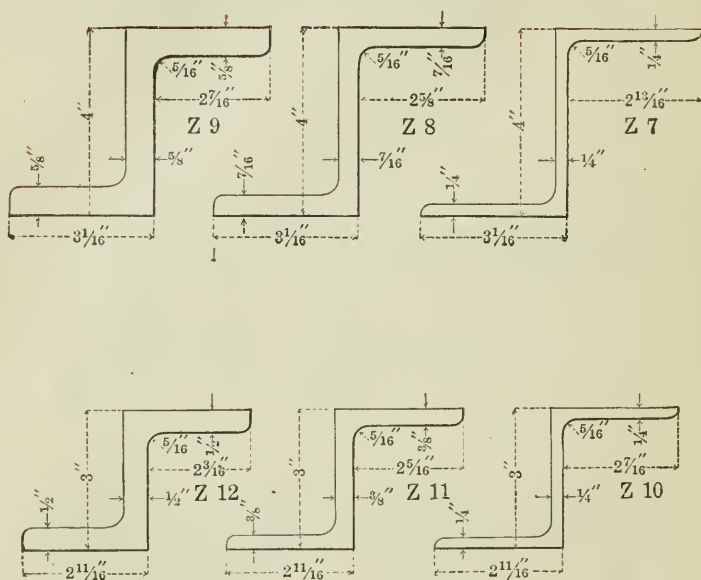 5/16″ 5/8″ 2 7/16″ 4″ Z 9 5/8″ 5/8″ 3 1/16″
5/16″ 7/16″ 2 5/8″ 4″ Z 8 7/16″ 7/16″ 3 1/16″
5/16″ 1/4″ 2 13/16″ 4″ Z 7 1/4″ 1/4″ 3 1/16″
5/16″ 1/2″ 2 3/16″ 3″ Z 12 1/2″ 1/2″ 2 11/16″
5/16″ 3/8″ 2 5/16″ 3″ Z 11 3/8″ 3/8″ 2 11/16″
5/16″ 1/4″ 2 7/16″ 3″ Z 10 1/4″ 1/4″ 2 11/16″